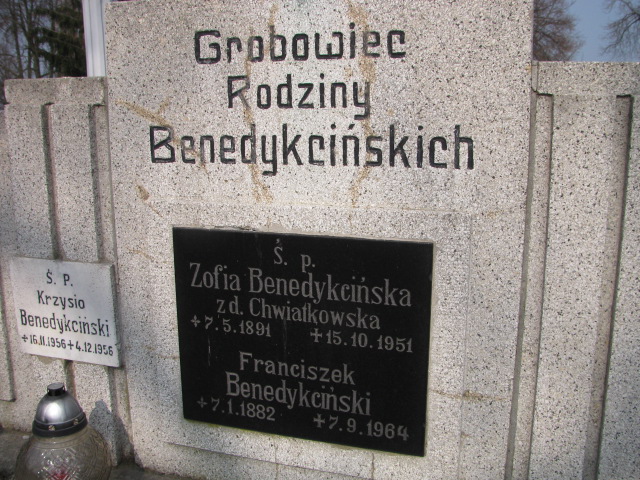 Grobowiec
Rodziny
Benedykcińskich
Ś. p.
Zofia Benedykcińska
z d. Chwiatkowska
+7.5.1891 +15.10.1951
Franciszek
Benedykciński
+7.1.1882 +7.9.1964
Ś. P.
Krzysio
Benedykciński
+16.11.1956 +4.12.1956